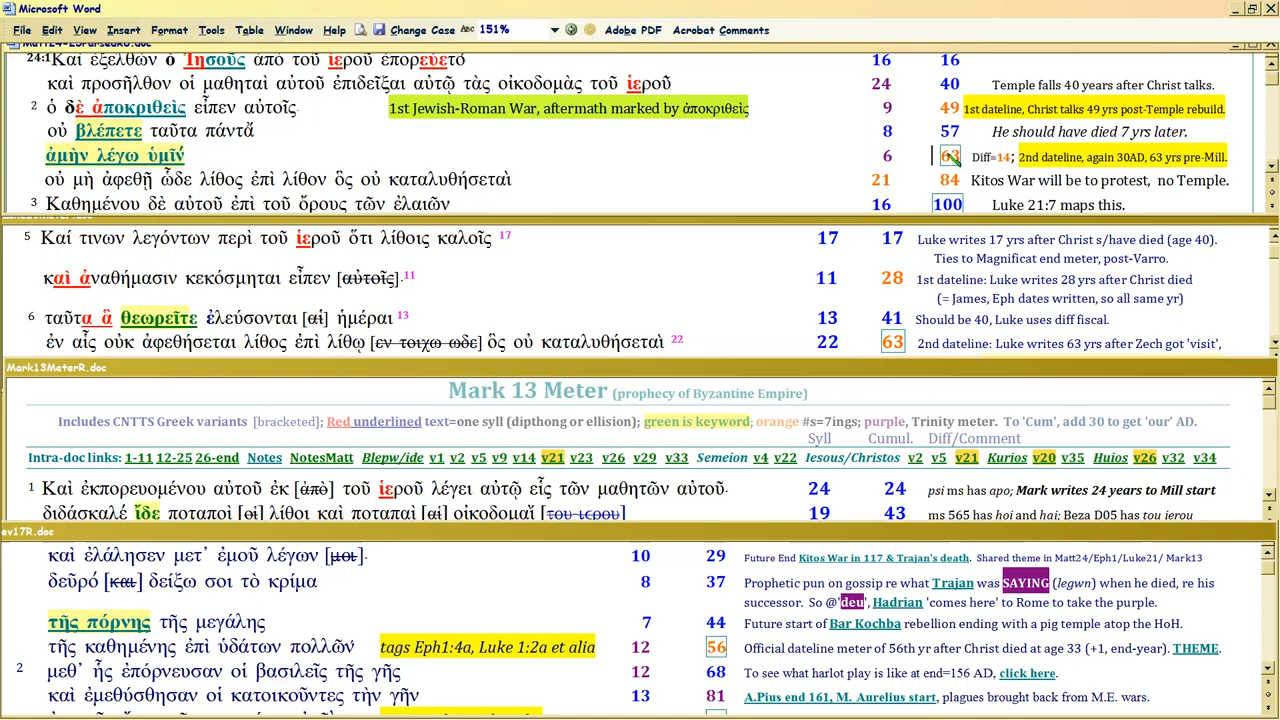 Microsoft Word
File Edit View Insert Format Tools Table Window Help Change Case ABC 151% Adobe PDF Acrobat Comments
24:1Καὶ ἐξελθὼν ὁ Ἰησοῦς ἀπὸ τοῦ ἱεροῦ ἐπορεύετό 16 16
καὶ προσῆλθον οἱ μαθηταὶ αὐτοῦ ἐπιδεῖξαι αὐτῷ τὰς οἰκοδομὰς τοῦ ἱεροῦ 24 40 Temple falls 40 years after Christ talks.
2 ὁ δὲ ἀποκριθεὶς εἶπεν αὐτοῖς· 1st Jewish-Roman War, aftermath marked by ἀποκριθεὶς 9 49 1st dateline, Christ talks 49 yrs post-Temple rebuild.
οὐ βλέπετε ταῦτα πάντᾰ 8 57 He should have died 7 yrs later.
ἀμὴν λέγω ὑμῖν 6 63 Diff=14; 2nd dateline, again 30AD, 63 yrs pre-Mill.
οὐ μὴ ἀφεθῇ ὧδε λίθος ἐπὶ λίθον ὃς οὐ καταλυθήσεταὶ 21 84 Kitos War will be to protest, no Temple.
3 Καθημένου δὲ αὐτοῦ ἐπὶ τοῦ ὄρους τῶν ἐλαιῶν 16 100 Luke 21:7 maps this.
5 Καί τινων λεγόντων περὶ τοῦ ἱεροῦ ὅτι λίθοις καλοῖς 17 17 17 Luke writes 17 yrs after Christ s/have died (age 40).
Ties to Magnificat end meter, post-Varro.
καὶ ἀναθήμασιν κεκόσμηται εἶπεν [αὐτοῖς]· 11 11 28 1st dateline: Luke writes 28 yrs after Christ died
(= James, Eph dates written, so all same yr)
6 ταῦτα ἃ θεωρεῖτε ἐλεύσονται [αἱ] ἡμέραι 13 13 41 Should be 40, Luke uses diff fiscal.
ἐν αἷς οὐκ ἀφεθήσεται λίθος ἐπὶ λίθῳ [εν τοιχω ωδε] ὃς οὐ καταλυθήσεταὶ 22 22 63 2nd dateline: Luke writes 63 yrs after Zech got 'visit',
Mark13MeterR.doc
Mark 13 Meter (prophecy of Byzantine Empire)
Includes CNTTS Greek variants [bracketed]; Red underlined text=one syll (dipthong or ellision); green is keyword; orange #s=7ings; purple, Trinity meter. To 'Cum', add 30 to get 'our' AD.
Syll Cumul. Diff/Comment
Intra-doc links: 1-11 12-25 26-end Notes NotesMatt Blepw/ide v1 v2 v5 v9 v14 v21 v23 v26 v29 v33 Semeion v4 v22 Iesous/Christos v2 v5 v21 Kurios v20 v35 Huios v26 v32 v34
1 Καὶ ἐκπορευομένου αὐτοῦ ἐκ [ἀπὸ] τοῦ ἱεροῦ λέγει αὐτῷ εἷς τῶν μαθητῶν αὐτοῦ· 24 24 psi ms has apo; Mark writes 24 years to Mill start
διδάσκαλέ ἴδε ποταποὶ [οἱ] λίθοι καὶ ποταπαὶ [αἱ] οἰκοδομαῖ [του ιερου] 19 43 ms 565 has hoi and hai; Beza D05 has tou ierou
ev17R.doc
καὶ ἐλάλησεν μετ᾽ ἐμοῦ λέγων [μοι]· 10 29 Future End Kitos War in 117 & Trajan's death. Shared theme in Matt24/Eph1/Luke21/ Mark13
δεῦρό [και] δείξω σοι τὸ κρίμα 8 37 Prophetic pun on gossip re what Trajan was SAYING (legwn) when he died, re his
successor. So @'deu', Hadrian 'comes here' to Rome to take the purple.
τῆς πόρνης τῆς μεγάλης 7 44 Future start of Bar Kochba rebellion ending with a pig temple atop the HoH.
τῆς καθημένης ἐπὶ ὑδάτων πολλῶν tags Eph1:4a, Luke 1:2a et alia 12 56 Official dateline meter of 56th yr after Christ died at age 33 (+1, end-year). THEME.
2 μεθ᾽ ἧς ἐπόρνευσαν οἱ βασιλεῖς τῆς γῆς 12 68 To see what harlot play is like at end=156 AD, click here.
καὶ ἐμεθύσθησαν οἱ κατοικοῦντες τὴν γῆν 13 81 A.Pius end 161, M. Aurelius start, plagues brought back from M.E. wars.